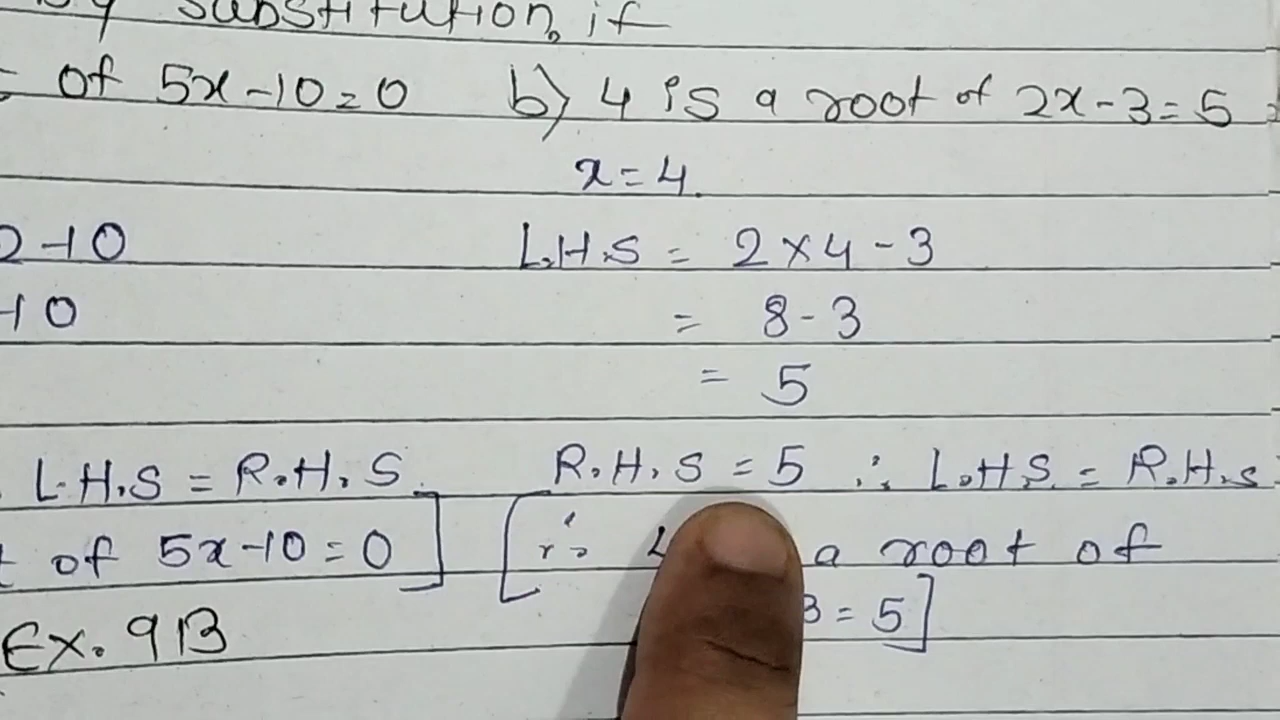 by substitution, if
of 5x-10=0 b) 4 is a root of 2x-3=5
x=4.
2-10 L.H.S = 2×4-3
-10 = 8-3
= 5
L.H.S = R.H.S. R.H.S = 5 ∴ L.H.S. = R.H.S
of 5x-10=0] [∴ a root of
3=5]
Ex. 9B